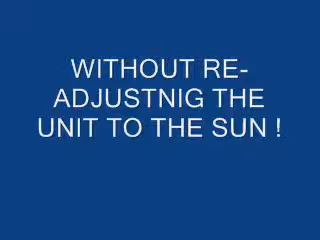 WITHOUT RE-
ADJUSTNIG THE
UNIT TO THE SUN !